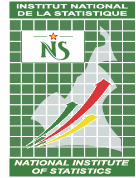 INSTITUT NATIONAL
DE LA STATISTIQUE
NS
NATIONAL INSTITUTE
OF STATISTICS